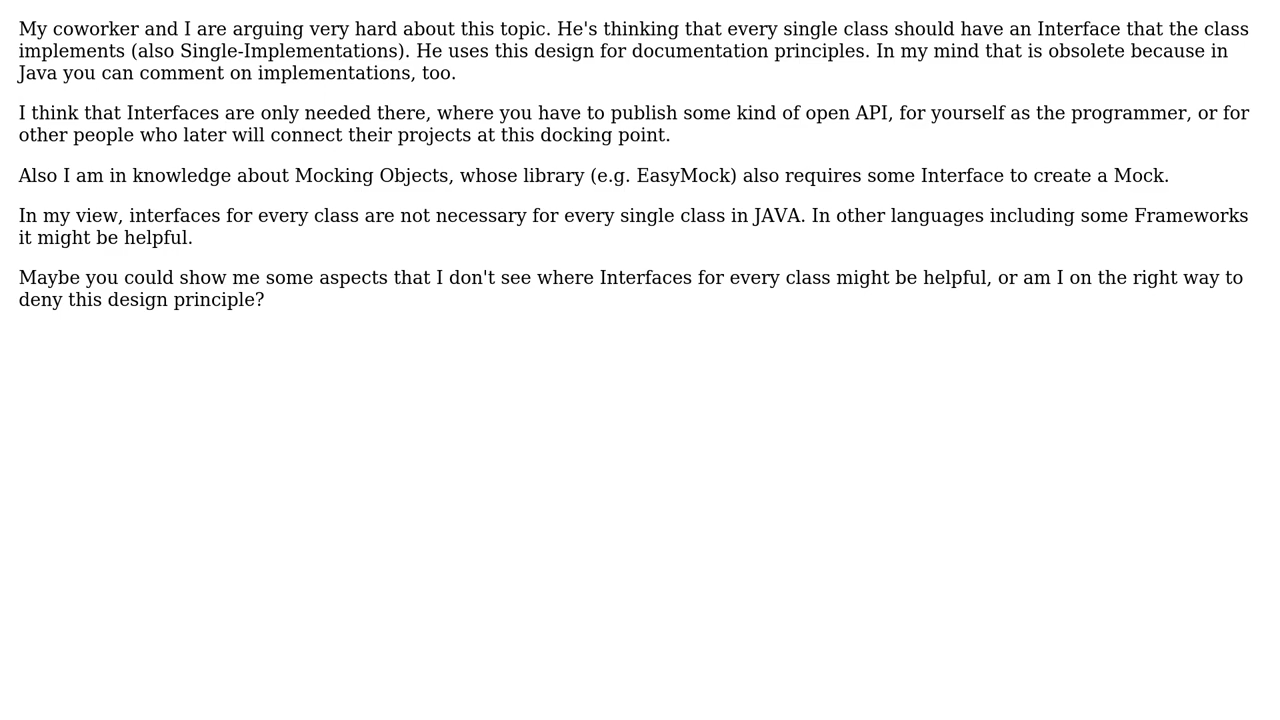 My coworker and I are arguing very hard about this topic. He's thinking that every single class should have an Interface that the class
implements (also Single-Implementations). He uses this design for documentation principles. In my mind that is obsolete because in
Java you can comment on implementations, too.
I think that Interfaces are only needed there, where you have to publish some kind of open API, for yourself as the programmer, or for
other people who later will connect their projects at this docking point.
Also I am in knowledge about Mocking Objects, whose library (e.g. EasyMock) also requires some Interface to create a Mock.
In my view, interfaces for every class are not necessary for every single class in JAVA. In other languages including some Frameworks
it might be helpful.
Maybe you could show me some aspects that I don't see where Interfaces for every class might be helpful, or am I on the right way to
deny this design principle?